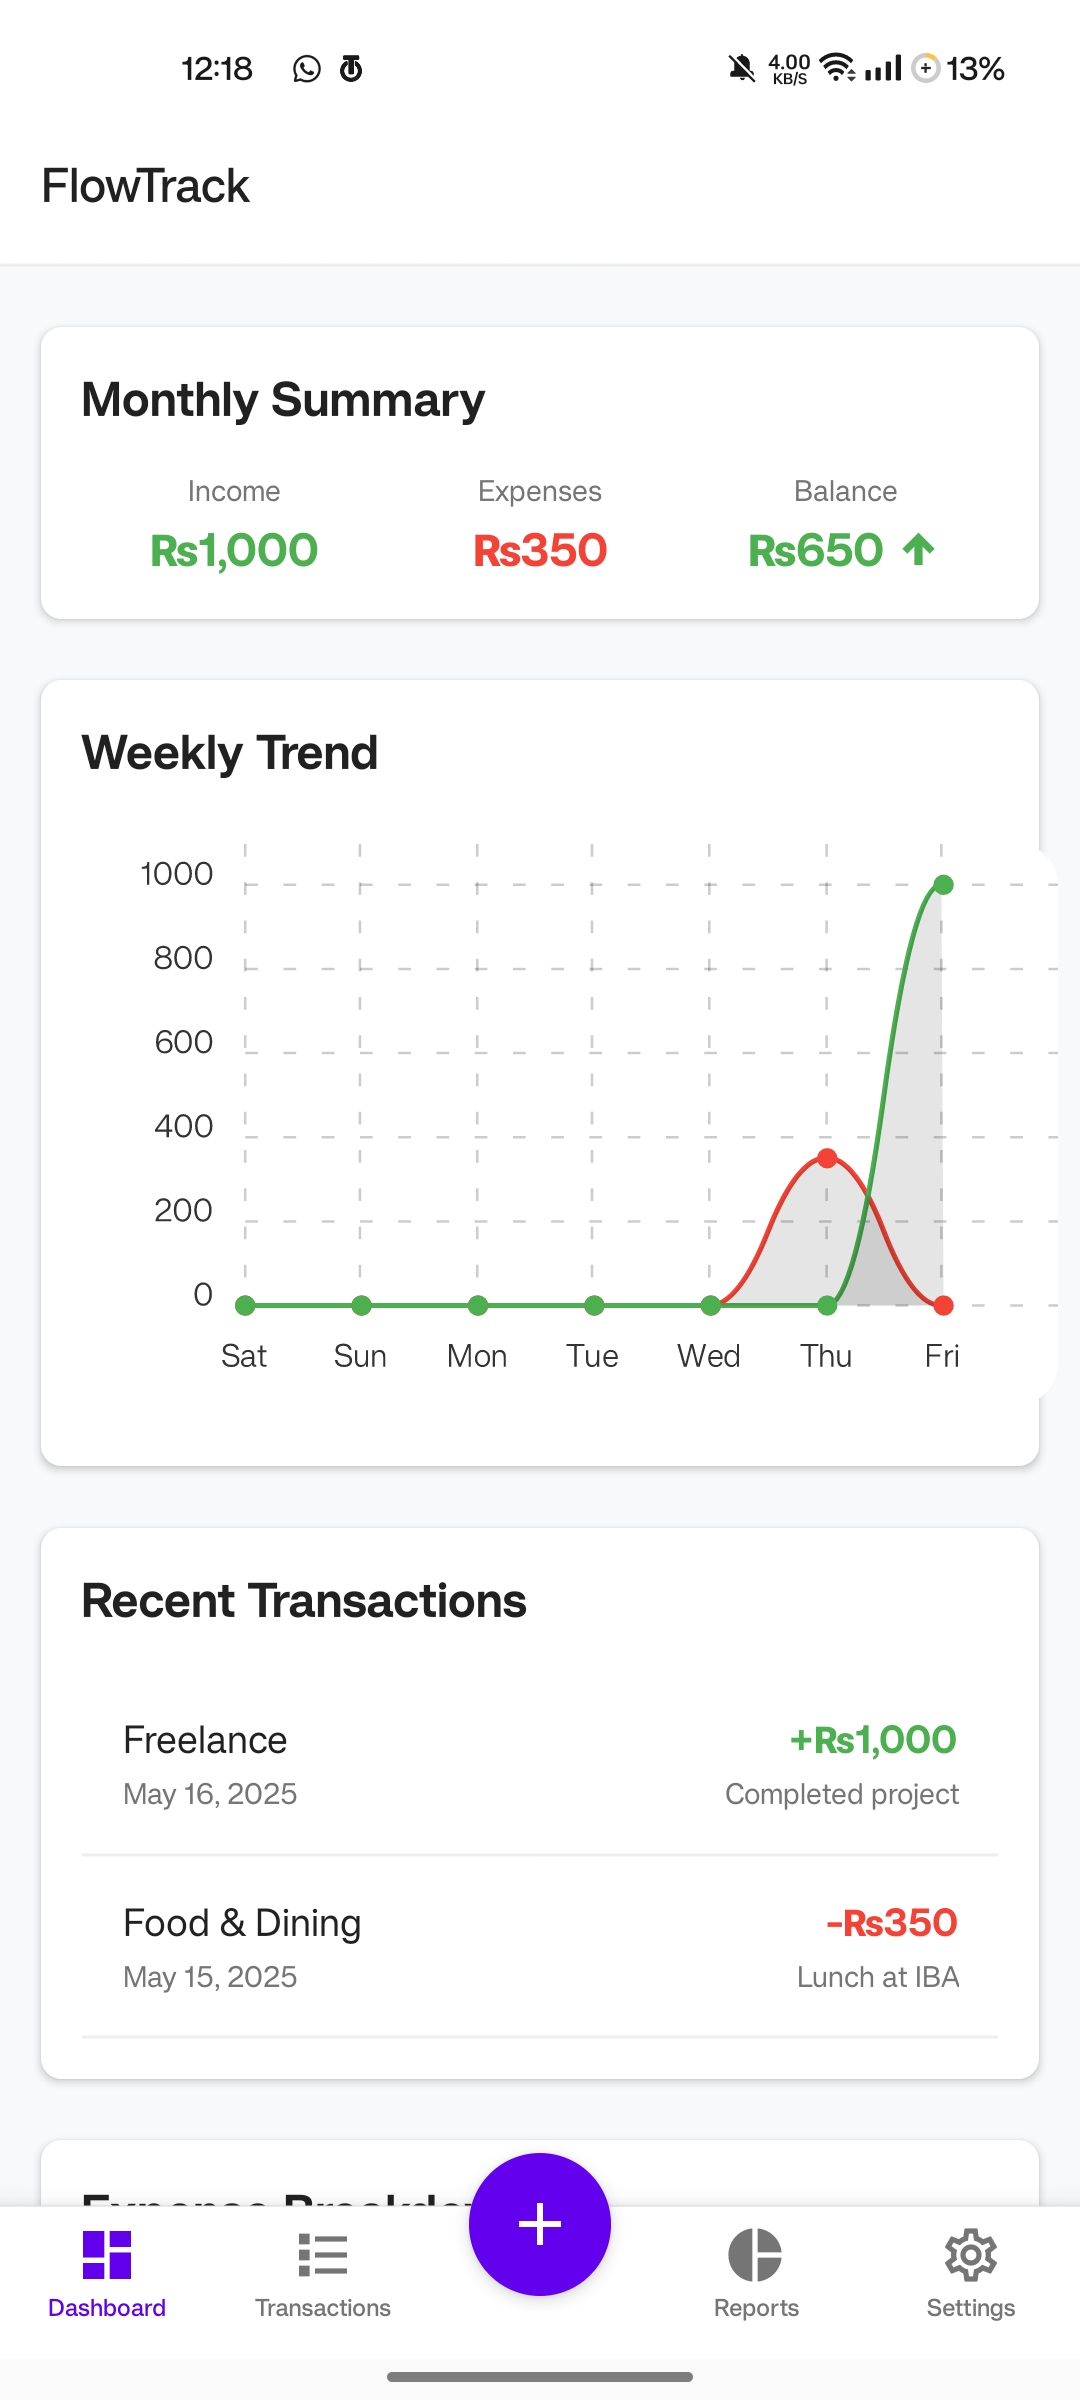 12:18 4.00 KB/S 13%
FlowTrack
Monthly Summary
Income Expenses Balance
Rs1,000 Rs350 Rs650
Weekly Trend
1000
800
600
400
200
0
Sat Sun Mon Tue Wed Thu Fri
Recent Transactions
Freelance +Rs1,000
May 16, 2025 Completed project
Food & Dining -Rs350
May 15, 2025 Lunch at IBA
Dashboard Transactions Reports Settings